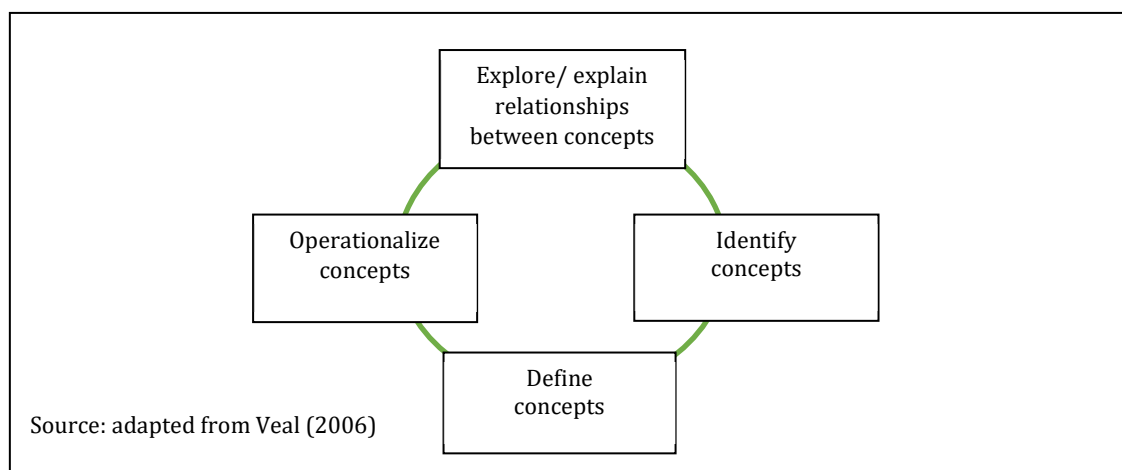 Explore/ explain
relationships
between concepts
Operationalize
concepts
Identify
concepts
Define
concepts
Source: adapted from Veal (2006)